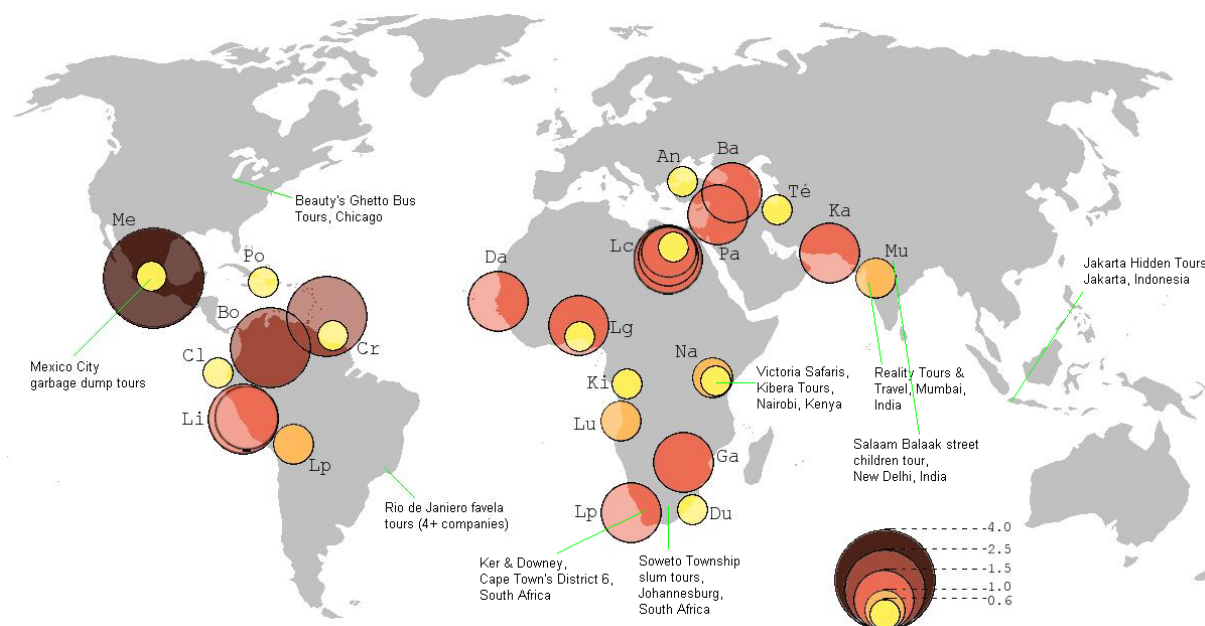 An
Ba
Té
Beauty's Ghetto Bus
Tours, Chicago
Me
Ka
Lc
Po
Da
Pa
Mu
Jakarta Hidden Tours
Jakarta, Indonesia
Bo
Lg
Cr
Mexico City
garbage dump tours
Cl
Na
Ki
Victoria Safaris,
Kibera Tours,
Nairobi, Kenya
Reality Tours &
Travel, Mumbai,
India
Li
Lu
Salaam Balaak street
children tour,
New Delhi, India
Lp
Ga
Rio de Janiero favela
tours (4+ companies)
Lp
Du
Ker & Downey,
Cape Town's District 6,
South Africa
Soweto Township
slum tours,
Johannesburg,
South Africa
4.0
2.5
1.5
1.0
0.6